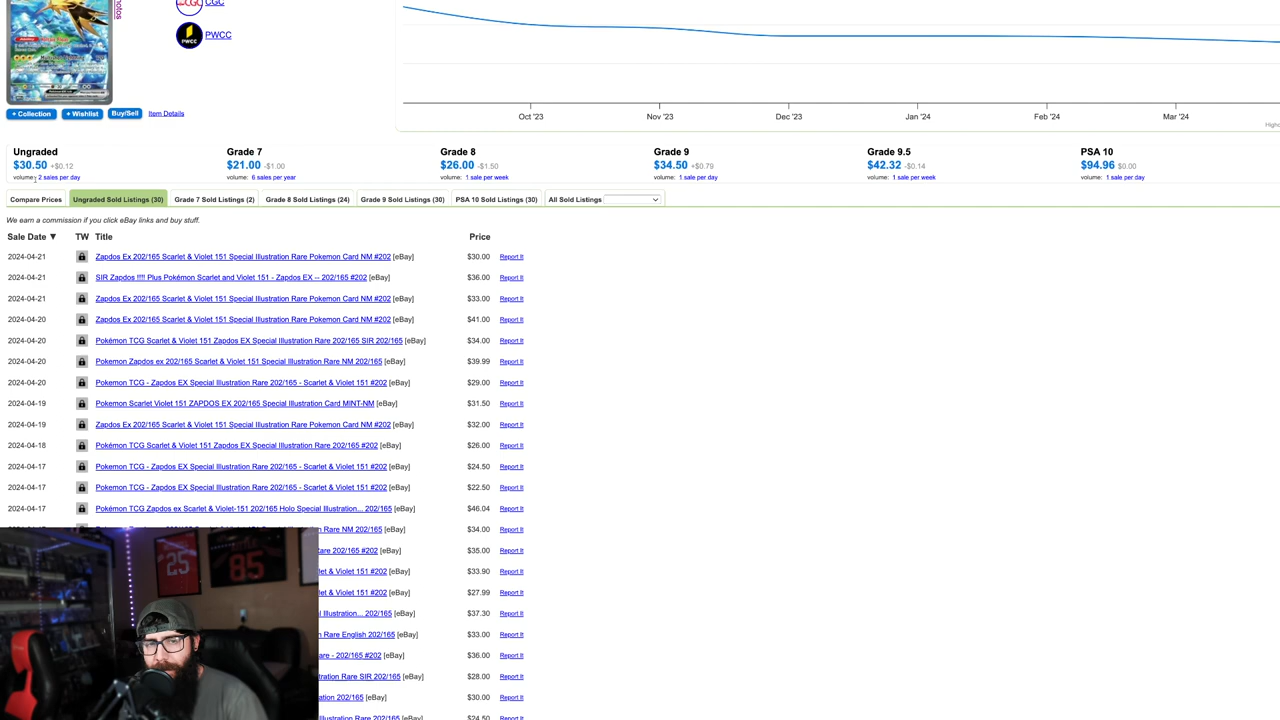 photos
CGC
PWCC
+ Collection + Wishlist Buy/Sell Item Details
Oct '23 Nov '23 Dec '23 Jan '24 Feb '24 Mar '24
Ungraded Grade 7 Grade 8 Grade 9 Grade 9.5 PSA 10
$30.50 +$0.12 $21.00 -$1.00 $26.00 -$1.50 $34.50 +$0.79 $42.32 -$0.14 $94.96 $0.00
volume: 2 sales per day volume: 6 sales per year volume: 1 sale per week volume: 1 sale per day volume: 1 sale per week volume: 1 sale per day
Compare Prices Ungraded Sold Listings (30) Grade 7 Sold Listings (2) Grade 8 Sold Listings (24) Grade 9 Sold Listings (30) PSA 10 Sold Listings (30) All Sold Listings
We earn a commission if you click eBay links and buy stuff.
Sale Date ▼ TW Title Price
2024-04-21 Zapdos Ex 202/165 Scarlet & Violet 151 Special Illustration Rare Pokemon Card NM #202 [eBay] $30.00 Report It
2024-04-21 SIR Zapdos !!!! Plus Pokémon Scarlet and Violet 151 - Zapdos EX -- 202/165 #202 [eBay] $36.00 Report It
2024-04-21 Zapdos Ex 202/165 Scarlet & Violet 151 Special Illustration Rare Pokemon Card NM #202 [eBay] $33.00 Report It
2024-04-20 Zapdos Ex 202/165 Scarlet & Violet 151 Special Illustration Rare Pokemon Card NM #202 [eBay] $41.00 Report It
2024-04-20 Pokémon TCG Scarlet & Violet 151 Zapdos EX Special Illustration Rare 202/165 SIR 202/165 [eBay] $34.00 Report It
2024-04-20 Pokemon Zapdos ex 202/165 Scarlet & Violet 151 Special Illustration Rare NM 202/165 [eBay] $39.99 Report It
2024-04-20 Pokemon TCG - Zapdos EX Special Illustration Rare 202/165 - Scarlet & Violet 151 #202 [eBay] $29.00 Report It
2024-04-19 Pokemon Scarlet Violet 151 ZAPDOS EX 202/165 Special Illustration Card MINT-NM [eBay] $31.50 Report It
2024-04-19 Zapdos Ex 202/165 Scarlet & Violet 151 Special Illustration Rare Pokemon Card NM #202 [eBay] $32.00 Report It
2024-04-18 Pokémon TCG Scarlet & Violet 151 Zapdos EX Special Illustration Rare 202/165 #202 [eBay] $26.00 Report It
2024-04-17 Pokemon TCG - Zapdos EX Special Illustration Rare 202/165 - Scarlet & Violet 151 #202 [eBay] $24.50 Report It
2024-04-17 Pokemon TCG - Zapdos EX Special Illustration Rare 202/165 - Scarlet & Violet 151 #202 [eBay] $22.50 Report It
2024-04-17 Pokémon TCG Zapdos ex Scarlet & Violet-151 202/165 Holo Special Illustration... 202/165 [eBay] $46.04 Report It
n Rare NM 202/165 [eBay] $34.00 Report It
are 202/165 #202 [eBay] $35.00 Report It
let & Violet 151 #202 [eBay] $33.90 Report It
let & Violet 151 #202 [eBay] $27.99 Report It
l Illustration... 202/165 [eBay] $37.30 Report It
n Rare English 202/165 [eBay] $33.00 Report It
are - 202/165 #202 [eBay] $36.00 Report It
tration Rare SIR 202/165 [eBay] $28.00 Report It
ation 202/165 [eBay] $30.00 Report It
l Illustration Rare 202/165 [eBay] $24.50 Report It
25
85